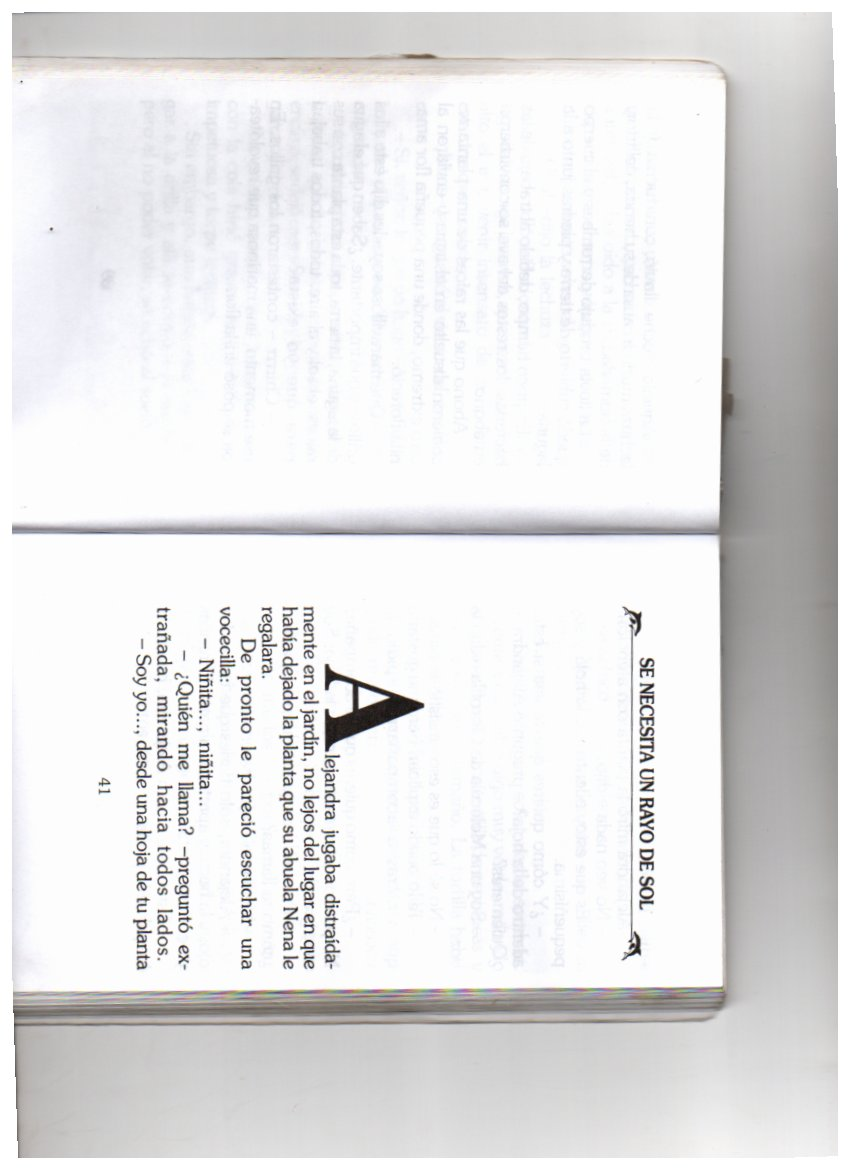 SE NECESITA UN RAYO DE SOL
Alejandra jugaba distraída-
mente en el jardín, no lejos del lugar en que
había dejado la planta que su abuela Nena le
regalara.
De pronto le pareció escuchar una
vocecilla:
– Niñita..., niñita...
– ¿Quién me llama? –preguntó ex-
trañada, mirando hacia todos lados.
– Soy yo..., desde una hoja de tu planta
41